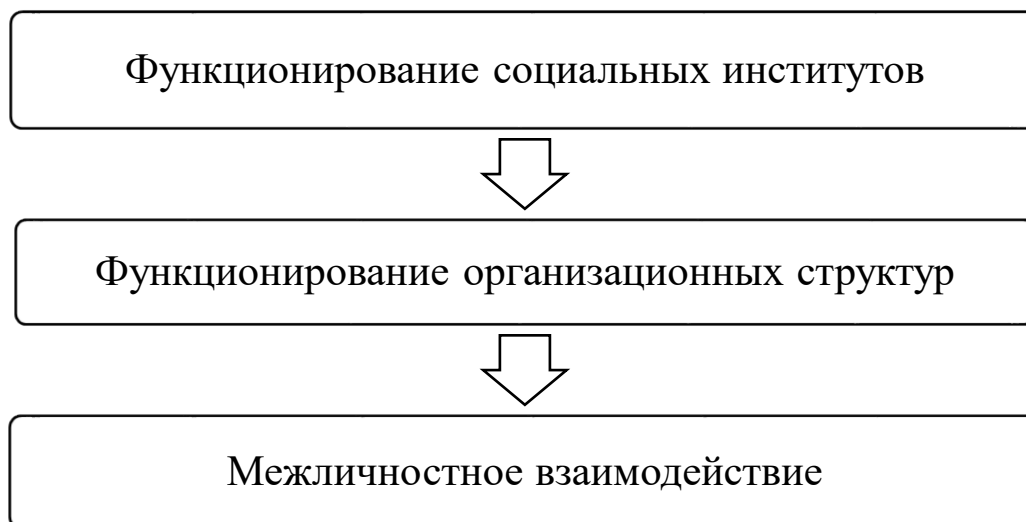 Функционирование социальных институтов
Функционирование организационных структур
Межличностное взаимодействие